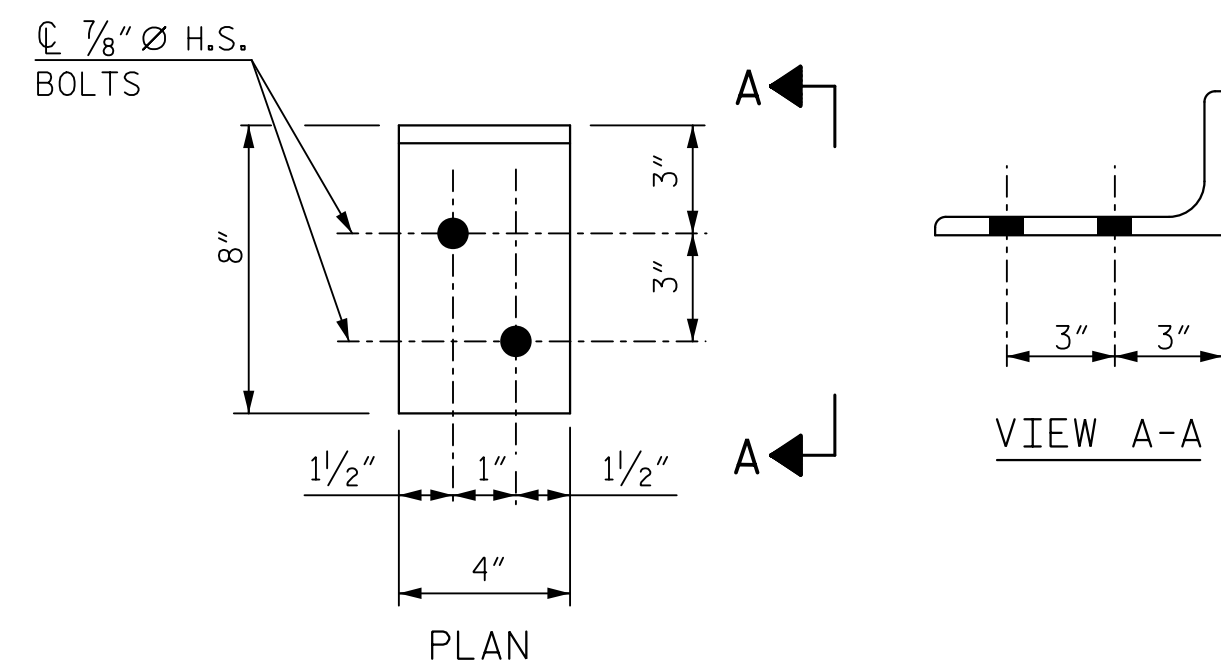 ℄ 7/8" Ø H.S.
BOLTS
A
3"
8"
3"
3" 3"
VIEW A-A
A
1 1/2" 1" 1 1/2"
4"
PLAN